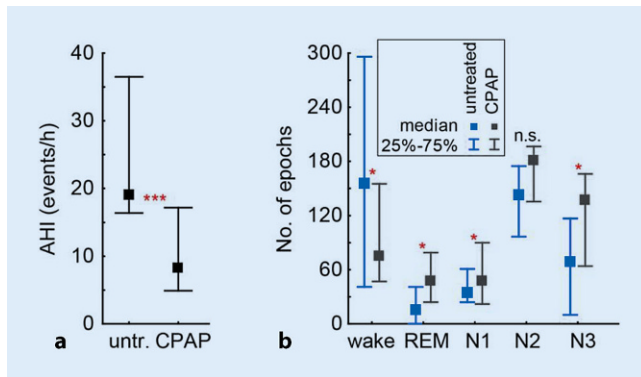 AHI (events/h)
40
30
20
10
0
***
untr. CPAP
a
No. of epochs
300
240
180
120
60
0
untreated
CPAP
median
25%-75%
*
*
*
n.s.
*
wake REM N1 N2 N3
b